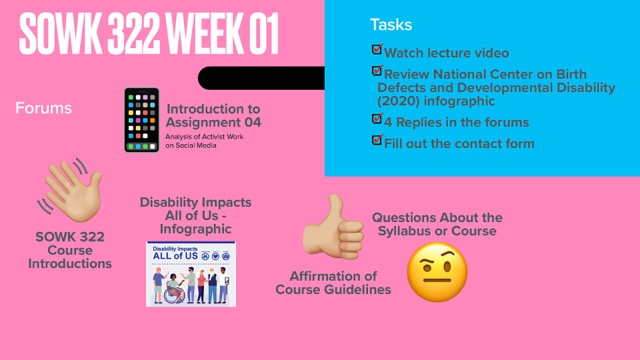 SOWK 322 WEEK 01
Tasks
Watch lecture video
Review National Center on Birth
Defects and Developmental Disability
(2020) infographic
4 Replies in the forums
Fill out the contact form
Forums
Introduction to
Assignment 04
Analysis of Activist Work
on Social Media
SOWK 322
Course
Introductions
Disability Impacts
All of Us -
Infographic
Disability Impacts
ALL of US
Affirmation of
Course Guidelines
Questions About the
Syllabus or Course